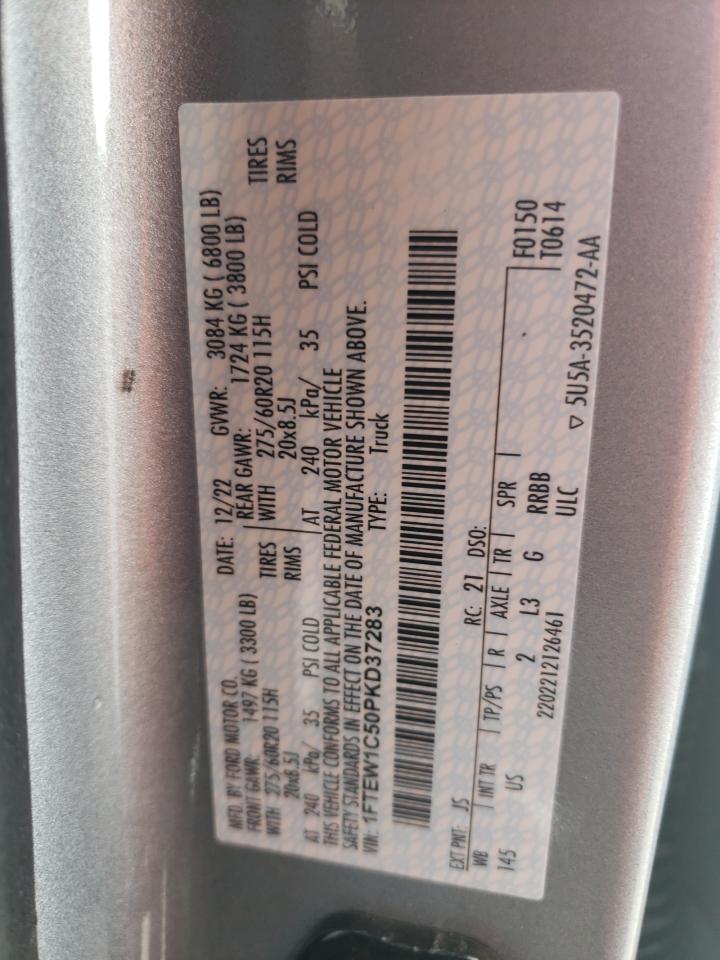 MFD. BY FORD MOTOR CO.
DATE: 12/22 GVWR: 3084 KG ( 6800 LB)
FRONT GAWR: 1497 KG ( 3300 LB) REAR GAWR: 1724 KG ( 3800 LB)
WITH 275/60R20 115H TIRES WITH 275/60R20 115H TIRES
20x8.5J RIMS 20x8.5J RIMS
AT 240 kPa/ 35 PSI COLD AT 240 kPa/ 35 PSI COLD
THIS VEHICLE CONFORMS TO ALL APPLICABLE FEDERAL MOTOR VEHICLE
SAFETY STANDARDS IN EFFECT ON THE DATE OF MANUFACTURE SHOWN ABOVE.
VIN: 1FTEW1C50PKD37283 TYPE: Truck
EXT PNT: JS RC: 21 DSO:
WB INT TR TP/PS R AXLE TR SPR F0150
145 US 2 L3 G RRBB T0614
2202212126461 ULC ▽ 5U5A-3520472-AA